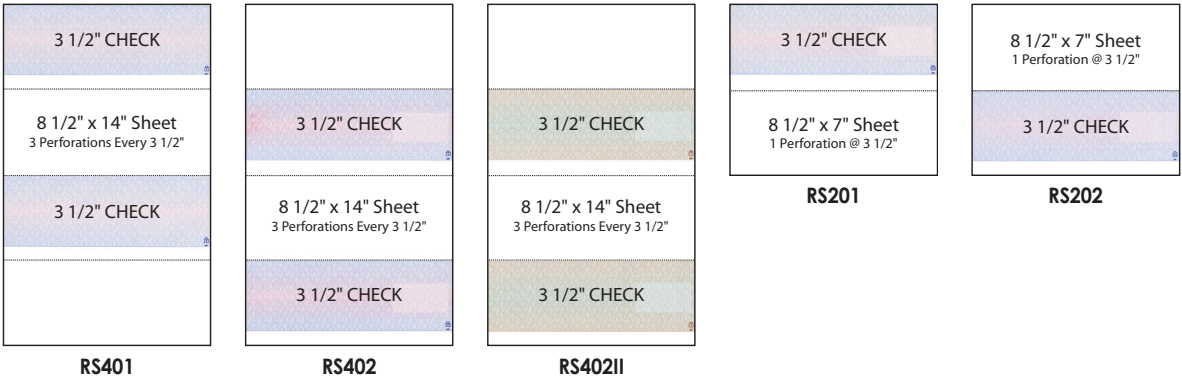 3 1/2" CHECK
8 1/2" x 14" Sheet
3 Perforations Every 3 1/2"
3 1/2" CHECK
RS401
3 1/2" CHECK
8 1/2" x 14" Sheet
3 Perforations Every 3 1/2"
3 1/2" CHECK
RS402
3 1/2" CHECK
8 1/2" x 14" Sheet
3 Perforations Every 3 1/2"
3 1/2" CHECK
RS402II
3 1/2" CHECK
8 1/2" x 7" Sheet
1 Perforation @ 3 1/2"
RS201
8 1/2" x 7" Sheet
1 Perforation @ 3 1/2"
3 1/2" CHECK
RS202